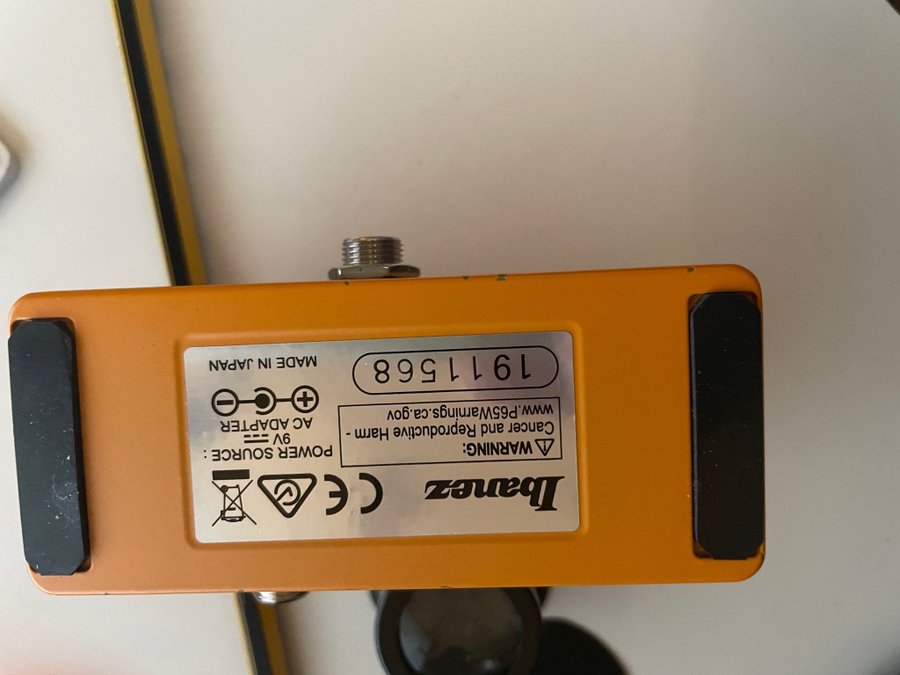 Ibanez
CE
⚠WARNING:
Cancer and Reproductive Harm -
www.P65Warnings.ca.gov
1911568
POWER SOURCE :
9V
AC ADAPTER
MADE IN JAPAN